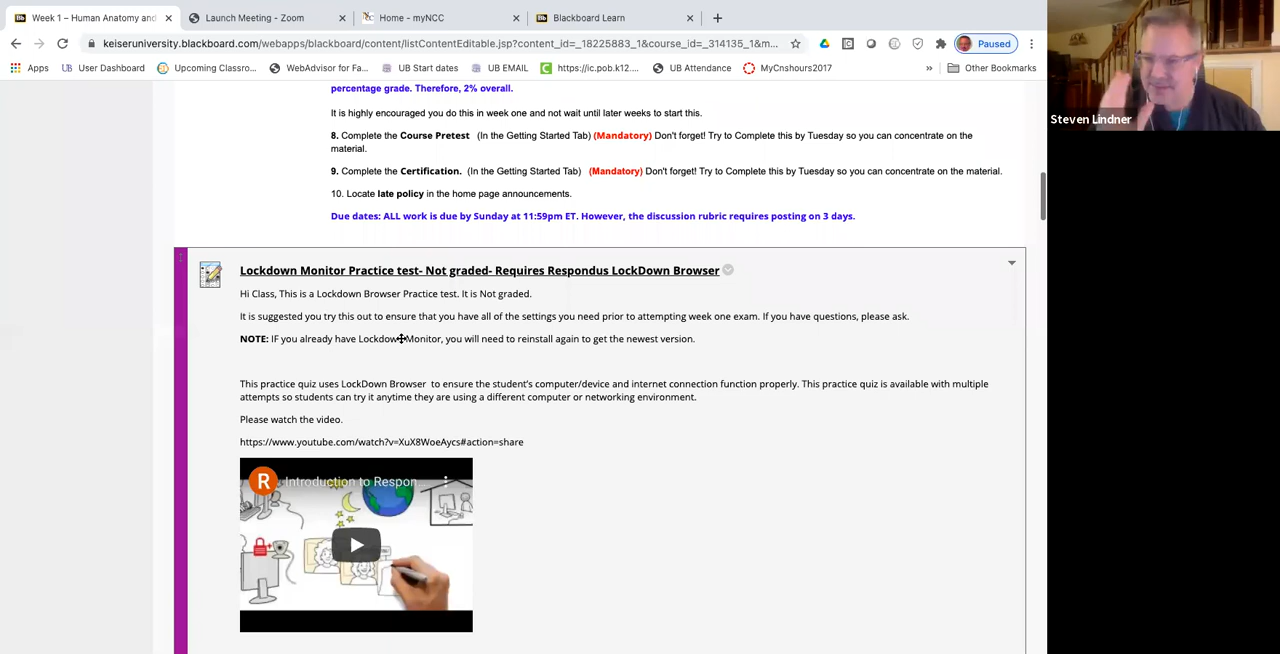 Week 1 – Human Anatomy and
Launch Meeting - Zoom
Home - myNCC
Blackboard Learn
keiseruniversity.blackboard.com/webapps/blackboard/content/listContentEditable.jsp?content_id=_18225883_1&course_id=_314135_1&m...
Paused
Apps
User Dashboard
Upcoming Classro...
WebAdvisor for Fa...
UB Start dates
UB EMAIL
https://ic.pob.k12....
UB Attendance
MyCnshours2017
»
Other Bookmarks
Steven Lindner
percentage grade. Therefore, 2% overall.
It is highly encouraged you do this in week one and not wait until later weeks to start this.
8. Complete the Course Pretest (In the Getting Started Tab) (Mandatory) Don't forget! Try to Complete this by Tuesday so you can concentrate on the
material.
9. Complete the Certification. (In the Getting Started Tab) (Mandatory) Don't forget! Try to Complete this by Tuesday so you can concentrate on the material.
10. Locate late policy in the home page announcements.
Due dates: ALL work is due by Sunday at 11:59pm ET. However, the discussion rubric requires posting on 3 days.
Lockdown Monitor Practice test- Not graded- Requires Respondus LockDown Browser
Hi Class, This is a Lockdown Browser Practice test. It is Not graded.
It is suggested you try this out to ensure that you have all of the settings you need prior to attempting week one exam. If you have questions, please ask.
NOTE: IF you already have Lockdown Monitor, you will need to reinstall again to get the newest version.
This practice quiz uses LockDown Browser to ensure the student's computer/device and internet connection function properly. This practice quiz is available with multiple
attempts so students can try it anytime they are using a different computer or networking environment.
Please watch the video.
https://www.youtube.com/watch?v=XuX8WoeAycs#action=share
R
Introduction to Respon...